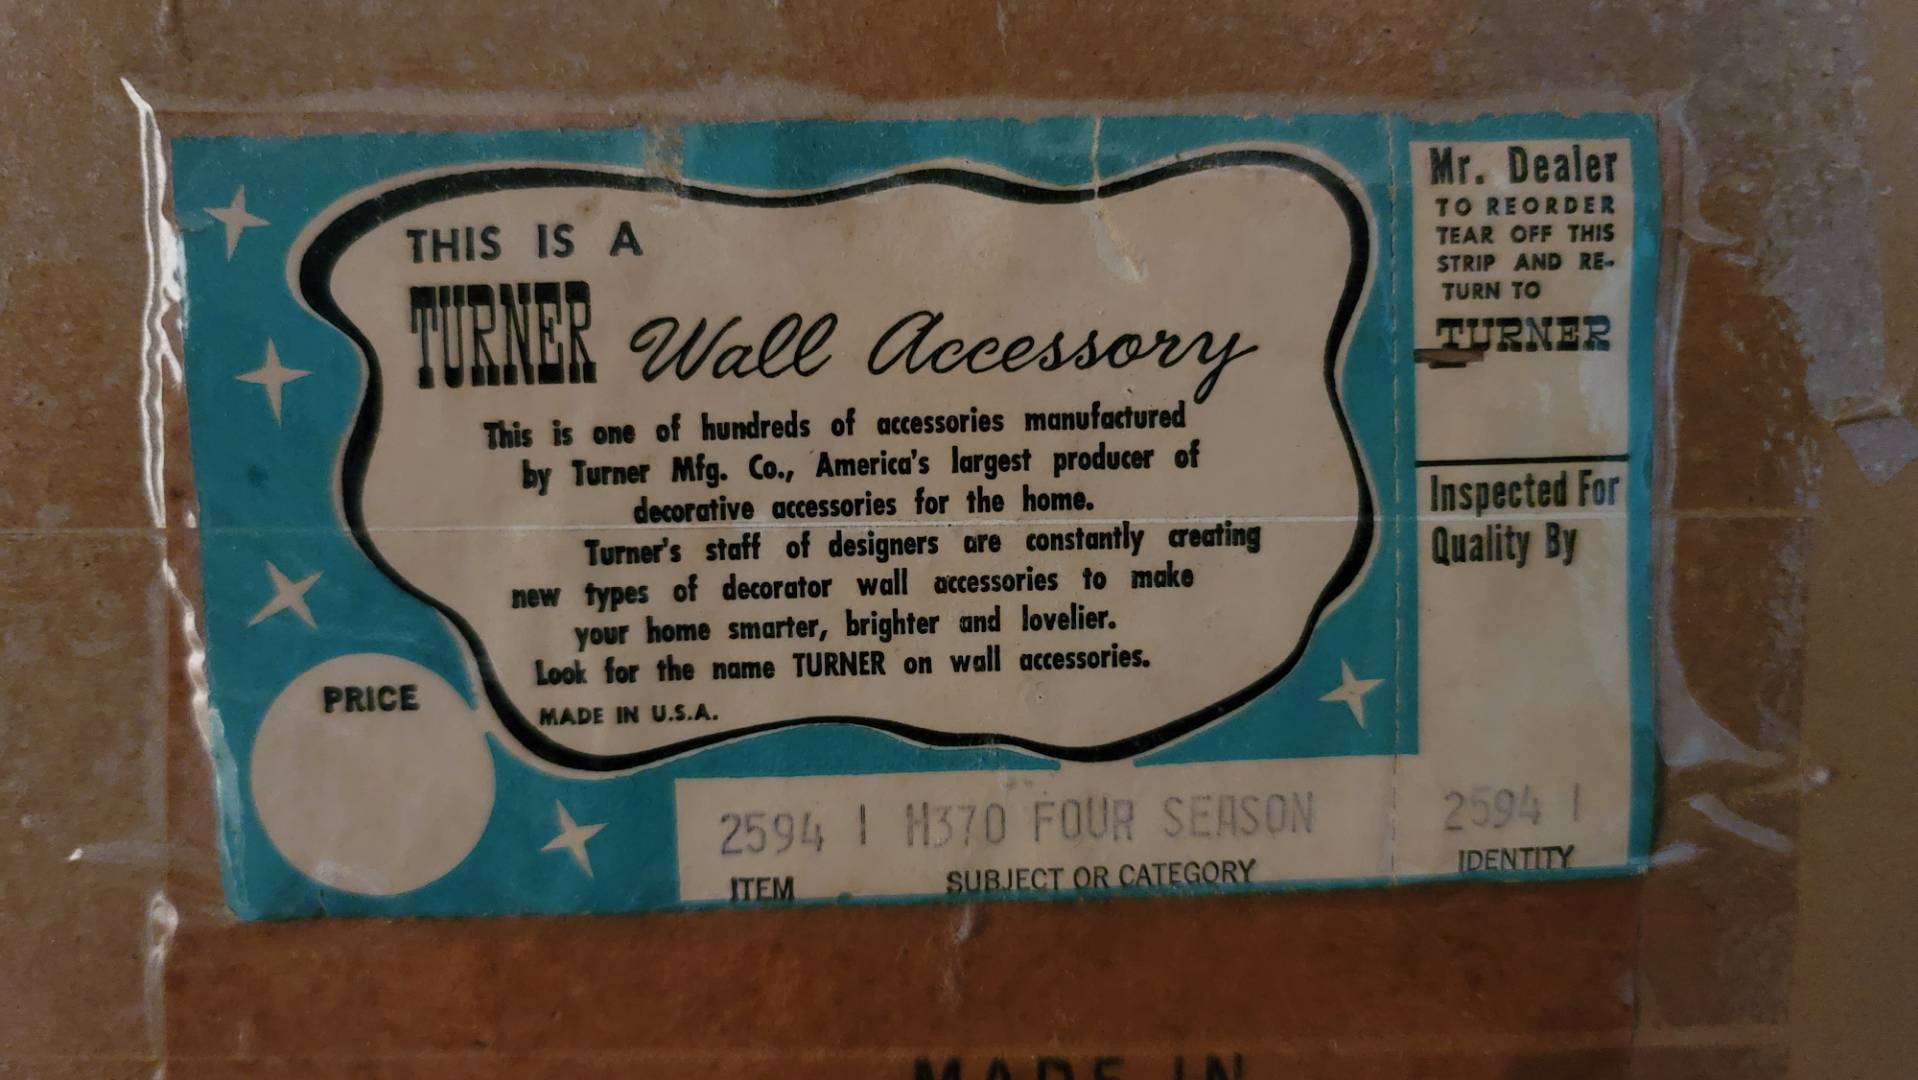 THIS IS A
TURNER Wall Accessory
This is one of hundreds of accessories manufactured
by Turner Mfg. Co., America's largest producer of
decorative accessories for the home.
Turner's staff of designers are constantly creating
new types of decorator wall accessories to make
your home smarter, brighter and lovelier.
Look for the name TURNER on wall accessories.
MADE IN U.S.A.
PRICE
2594 1 H370 FOUR SEASON
ITEM SUBJECT OR CATEGORY
Mr. Dealer
TO REORDER
TEAR OFF THIS
STRIP AND RE-
TURN TO
TURNER
Inspected For
Quality By
2594 1
IDENTITY
MADE IN